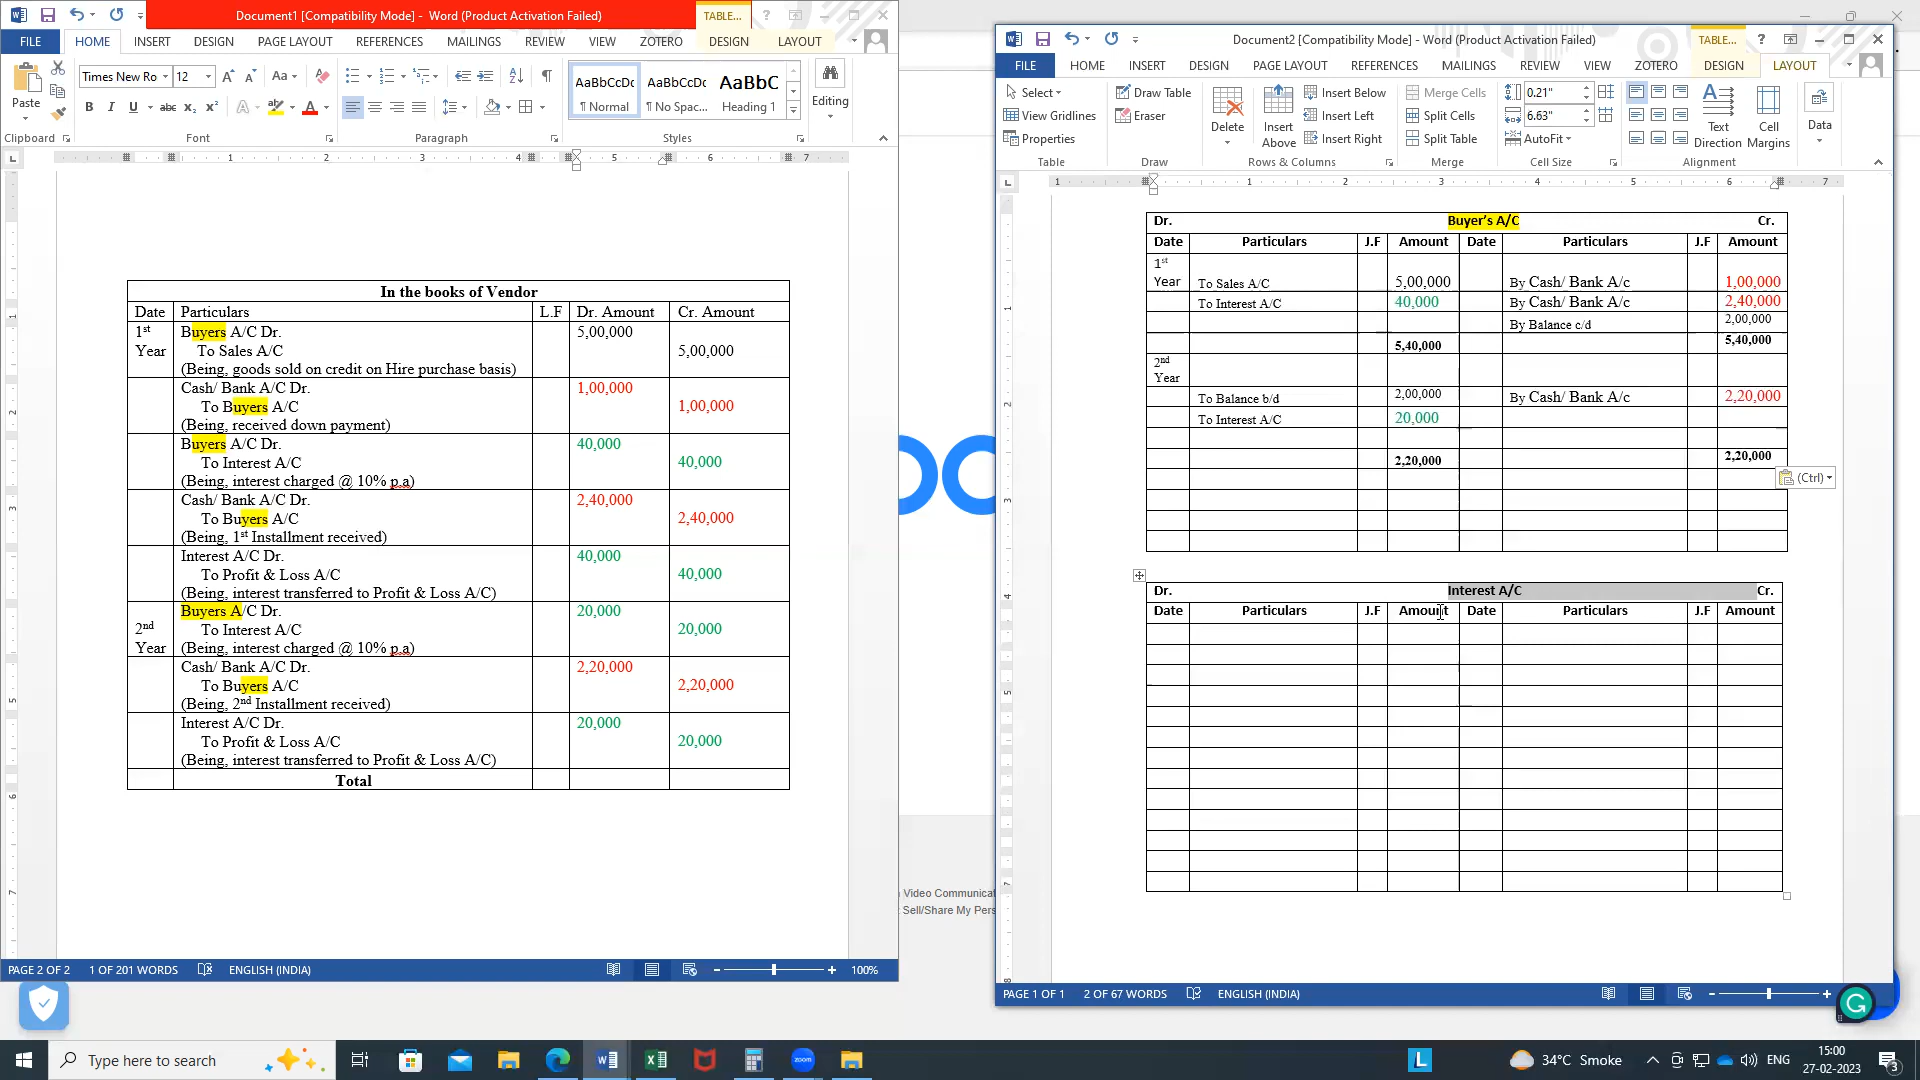 Document1 [Compatibility Mode] - Word (Product Activation Failed)
TABLE...
FILE HOME INSERT DESIGN PAGE LAYOUT REFERENCES MAILINGS REVIEW VIEW ZOTERO DESIGN LAYOUT
Times New Ro 12 Aa
Paste
AaBbCcDc AaBbCcDc AaBbC
¶ Normal ¶ No Spac... Heading 1
Editing
Clipboard Font Paragraph Styles
In the books of Vendor
Date Particulars L.F Dr. Amount Cr. Amount
1st Year Buyers A/C Dr. 5,00,000
To Sales A/C 5,00,000
(Being, goods sold on credit on Hire purchase basis)
Cash/ Bank A/C Dr. 1,00,000
To Buyers A/C 1,00,000
(Being, received down payment)
Buyers A/C Dr. 40,000
To Interest A/C 40,000
(Being, interest charged @ 10% p.a)
Cash/ Bank A/C Dr. 2,40,000
To Buyers A/C 2,40,000
(Being, 1st Installment received)
Interest A/C Dr. 40,000
To Profit & Loss A/C 40,000
(Being, interest transferred to Profit & Loss A/C)
2nd Year Buyers A/C Dr. 20,000
To Interest A/C 20,000
(Being, interest charged @ 10% p.a)
Cash/ Bank A/C Dr. 2,20,000
To Buyers A/C 2,20,000
(Being, 2nd Installment received)
Interest A/C Dr. 20,000
To Profit & Loss A/C 20,000
(Being, interest transferred to Profit & Loss A/C)
Total
PAGE 2 OF 2 1 OF 201 WORDS ENGLISH (INDIA) 100%
Video Communicat
Sell/Share My Pers
Document2 [Compatibility Mode] - Word (Product Activation Failed)
TABLE...
FILE HOME INSERT DESIGN PAGE LAYOUT REFERENCES MAILINGS REVIEW VIEW ZOTERO DESIGN LAYOUT
Select Draw Table Insert Below Merge Cells 0.21"
View Gridlines Eraser Delete Insert Above Insert Left Split Cells 6.63" Text Direction Cell Margins Data
Properties Insert Right Split Table AutoFit
Table Draw Rows & Columns Merge Cell Size Alignment
Dr. Buyer's A/C Cr.
Date Particulars J.F Amount Date Particulars J.F Amount
1st
Year To Sales A/C 5,00,000 By Cash/ Bank A/c 1,00,000
To Interest A/C 40,000 By Cash/ Bank A/c 2,40,000
By Balance c/d 2,00,000
5,40,000 5,40,000
2nd
Year
To Balance b/d 2,00,000 By Cash/ Bank A/c 2,20,000
To Interest A/C 20,000
2,20,000 2,20,000
(Ctrl)
Dr. Interest A/C Cr.
Date Particulars J.F Amount Date Particulars J.F Amount
PAGE 1 OF 1 2 OF 67 WORDS ENGLISH (INDIA)
Type here to search
zoom
L
34°C Smoke
ENG
15:00
27-02-2023
3